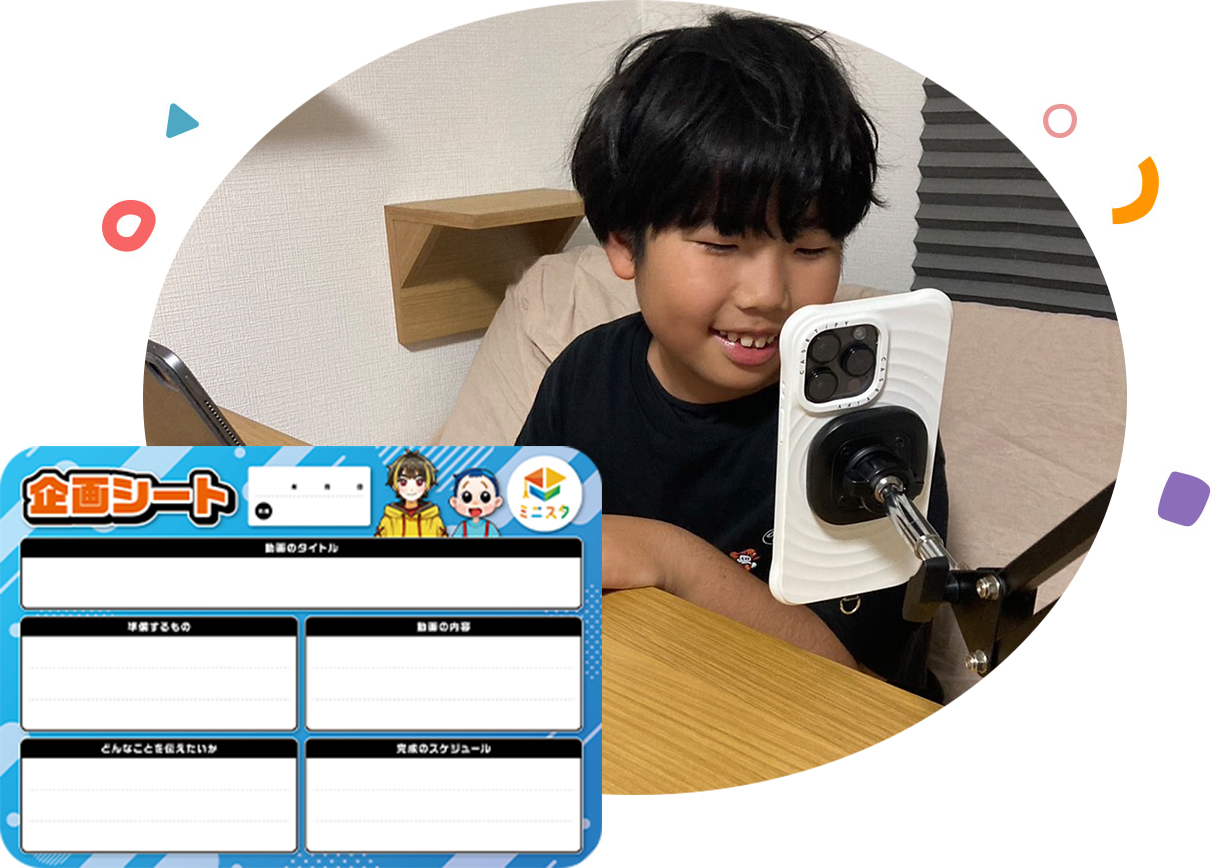 CASETiFY
CASETiFY
企画シート
年 月 日
名前
ミニスタ
動画のタイトル
準備するもの
動画の内容
どんなことを伝えたいか
完成のスケジュール